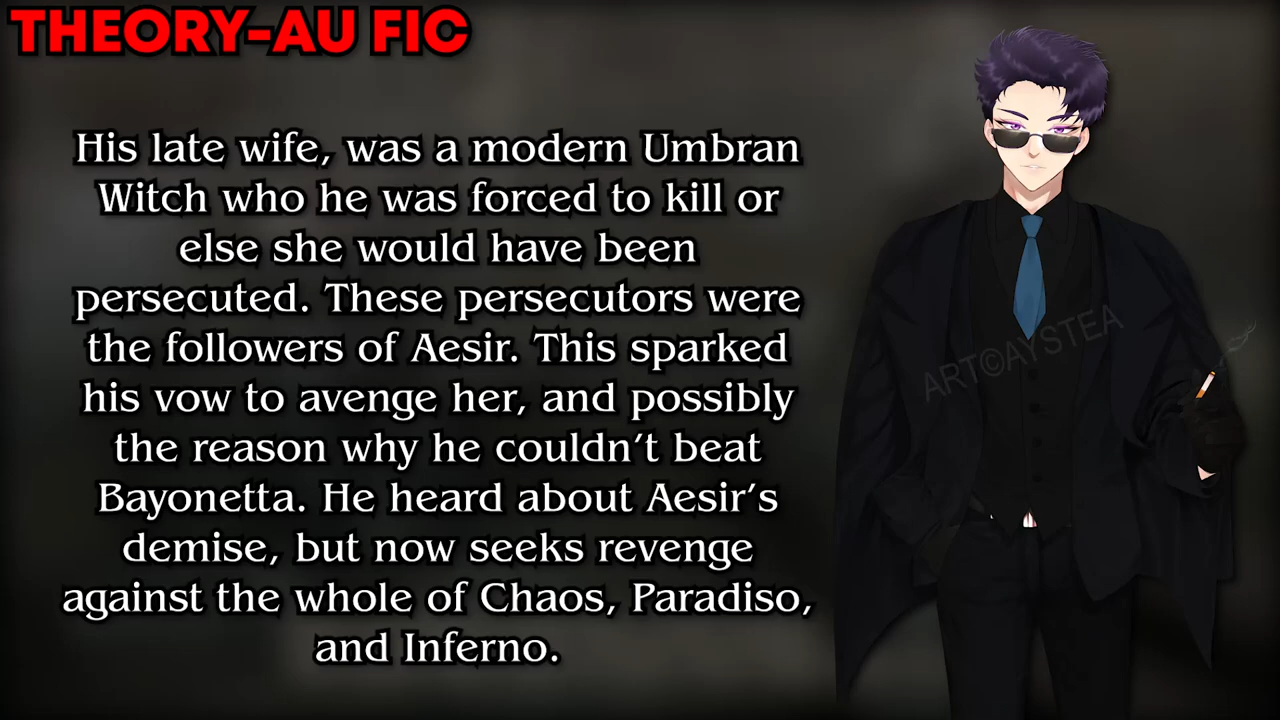 THEORY-AU FIC
His late wife, was a modern Umbran
Witch who he was forced to kill or
else she would have been
persecuted. These persecutors were
the followers of Aesir. This sparked
his vow to avenge her, and possibly
the reason why he couldn't beat
Bayonetta. He heard about Aesir's
demise, but now seeks revenge
against the whole of Chaos, Paradiso,
and Inferno.
ART©AYSTEA